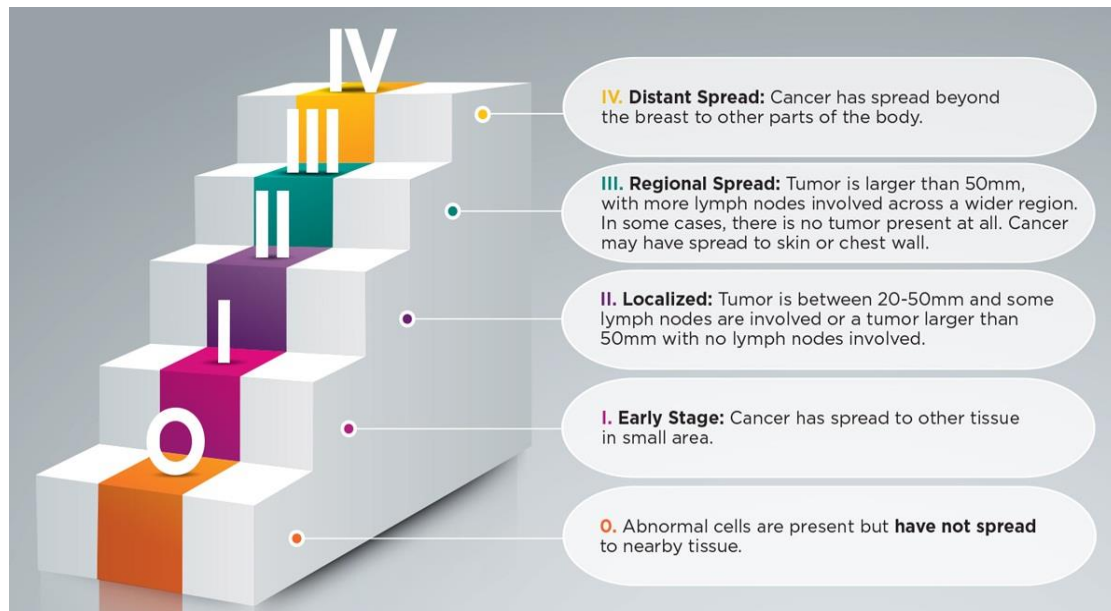 IV
III
II
I
0
IV. Distant Spread: Cancer has spread beyond
the breast to other parts of the body.
III. Regional Spread: Tumor is larger than 50mm,
with more lymph nodes involved across a wider region.
In some cases, there is no tumor present at all. Cancer
may have spread to skin or chest wall.
II. Localized: Tumor is between 20-50mm and some
lymph nodes are involved or a tumor larger than
50mm with no lymph nodes involved.
I. Early Stage: Cancer has spread to other tissue
in small area.
0. Abnormal cells are present but have not spread
to nearby tissue.